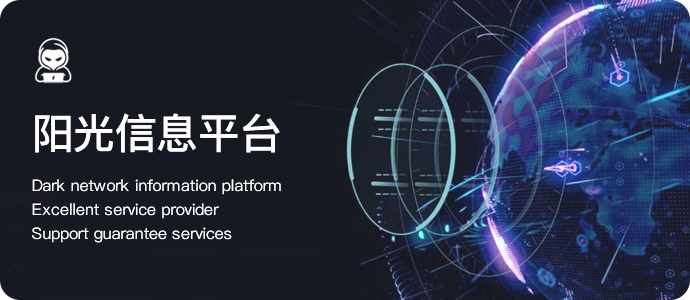 阳光信息平台
Dark network information platform
Excellent service provider
Support guarantee services